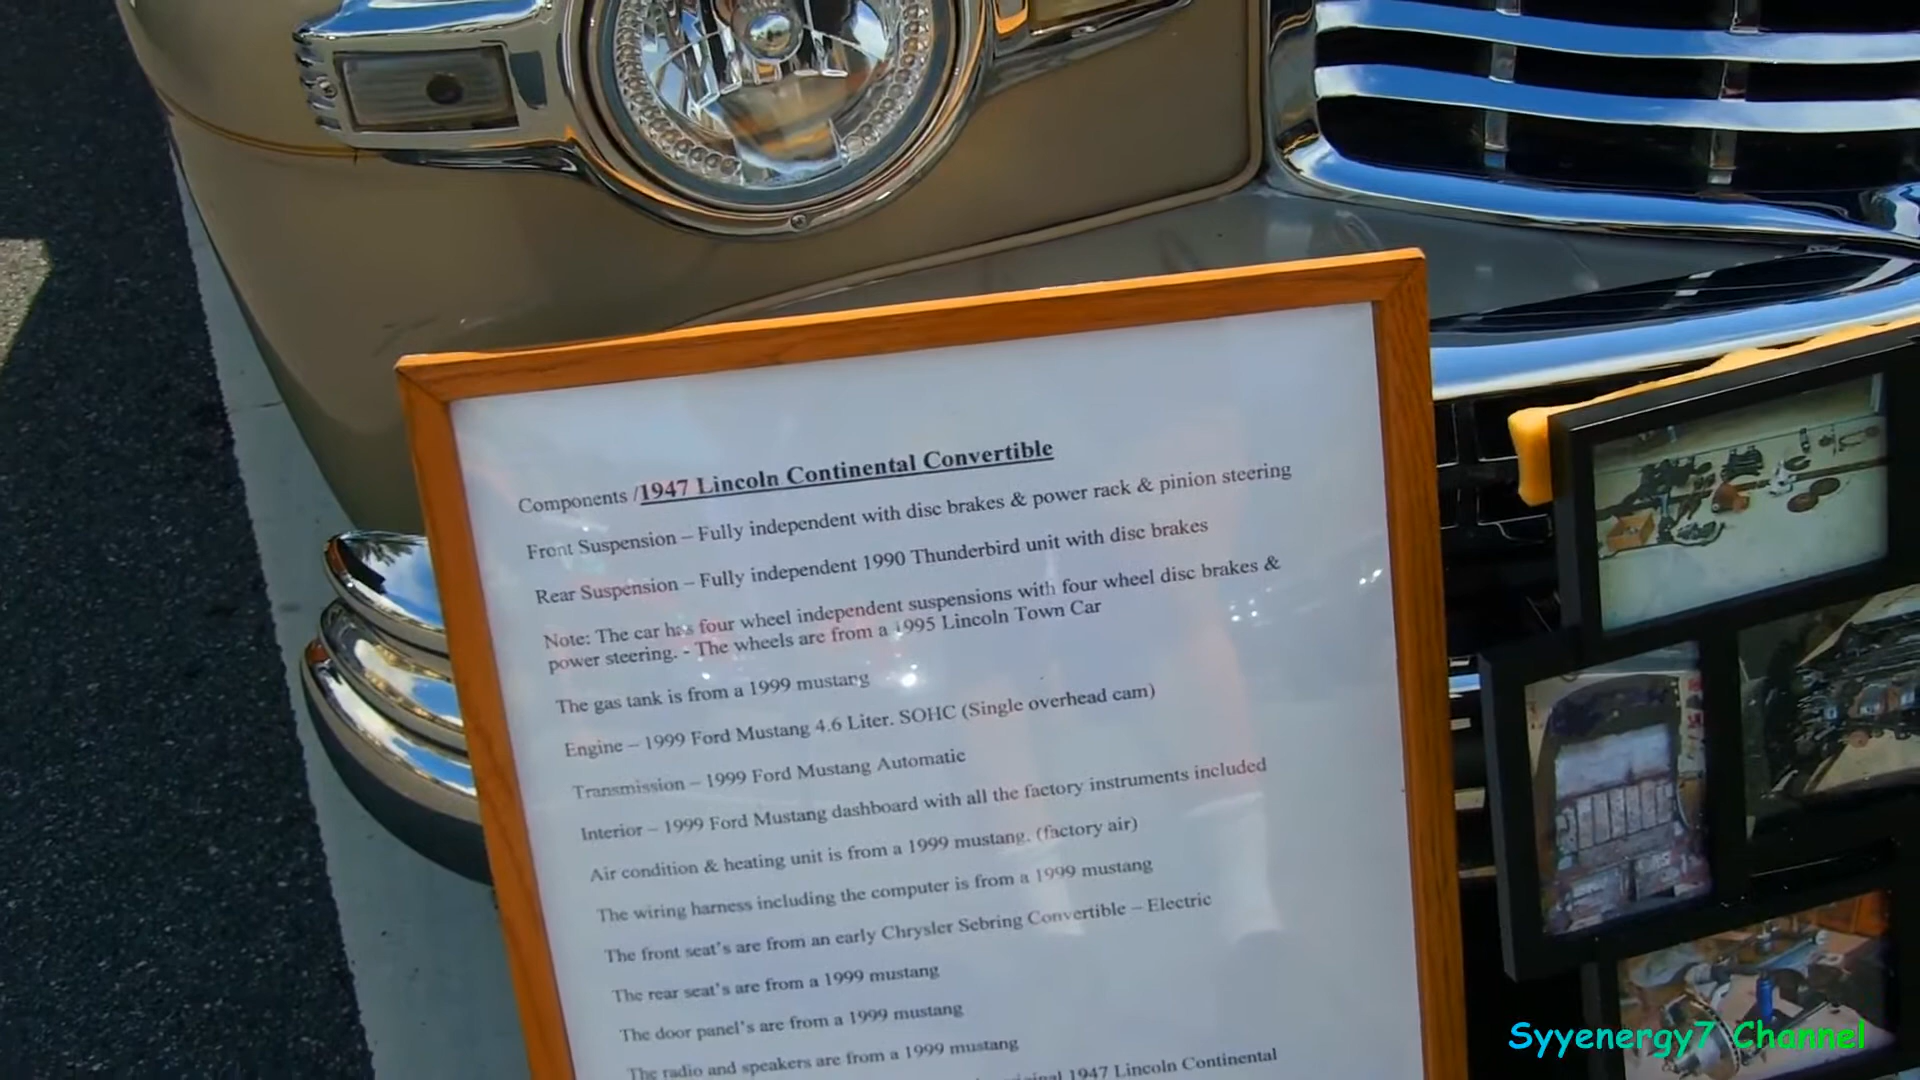 Components /1947 Lincoln Continental Convertible
Front Suspension – Fully independent with disc brakes & power rack & pinion steering
Rear Suspension – Fully independent 1990 Thunderbird unit with disc brakes
Note: The car has four wheel independent suspensions with four wheel disc brakes &
power steering. - The wheels are from a 1995 Lincoln Town Car
The gas tank is from a 1999 mustang
Engine – 1999 Ford Mustang 4.6 Liter. SOHC (Single overhead cam)
Transmission – 1999 Ford Mustang Automatic
Interior – 1999 Ford Mustang dashboard with all the factory instruments included
Air condition & heating unit is from a 1999 mustang. (factory air)
The wiring harness including the computer is from a 1999 mustang
The front seat's are from an early Chrysler Sebring Convertible – Electric
The rear seat's are from a 1999 mustang
The door panel's are from a 1999 mustang
The radio and speakers are from a 1999 mustang
1947 Lincoln Continental
Syyenergy7 Channel